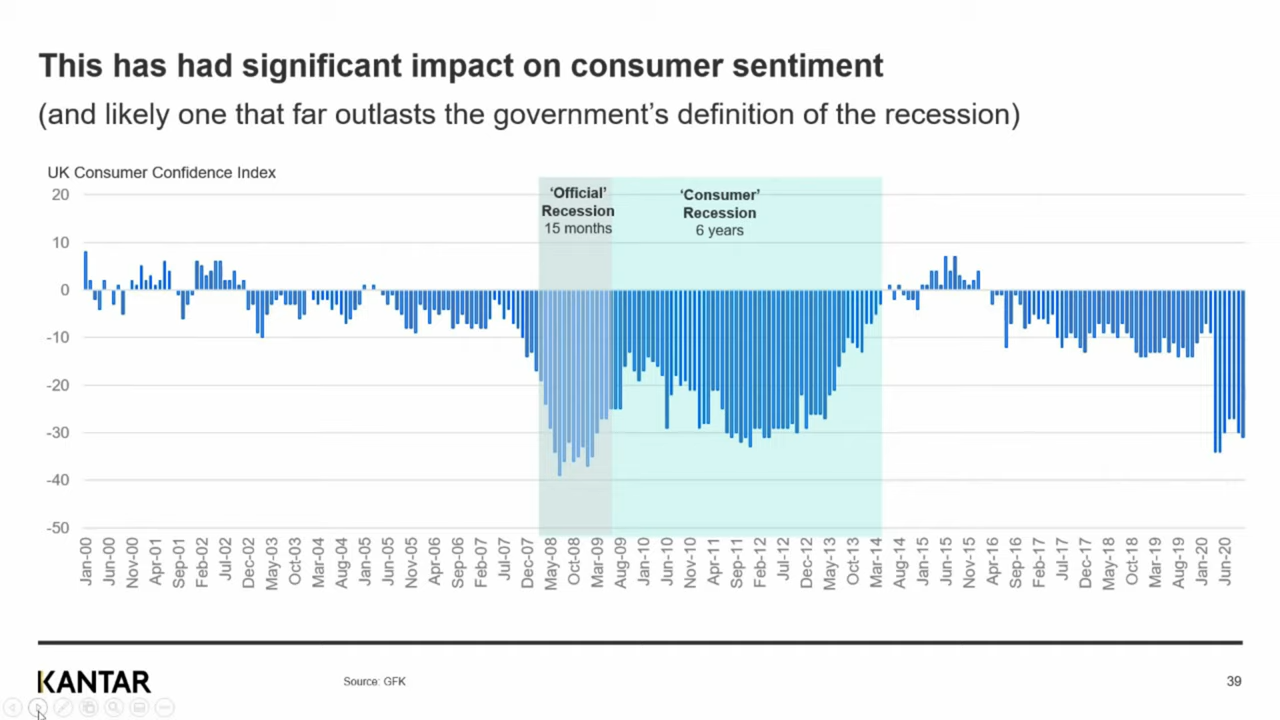 This has had significant impact on consumer sentiment
(and likely one that far outlasts the government's definition of the recession)
UK Consumer Confidence Index
‘Official’
Recession
15 months
‘Consumer’
Recession
6 years
20
10
0
-10
-20
-30
-40
-50
Jan-00
Jun-00
Nov-00
Apr-01
Sep-01
Feb-02
Jul-02
Dec-02
May-03
Oct-03
Mar-04
Aug-04
Jan-05
Jun-05
Nov-05
Apr-06
Sep-06
Feb-07
Jul-07
Dec-07
May-08
Oct-08
Mar-09
Aug-09
Jan-10
Jun-10
Nov-10
Apr-11
Sep-11
Feb-12
Jul-12
Dec-12
May-13
Oct-13
Mar-14
Aug-14
Jan-15
Jun-15
Nov-15
Apr-16
Sep-16
Feb-17
Jul-17
Dec-17
May-18
Oct-18
Mar-19
Aug-19
Jan-20
Jun-20
KANTAR
Source: GFK
39